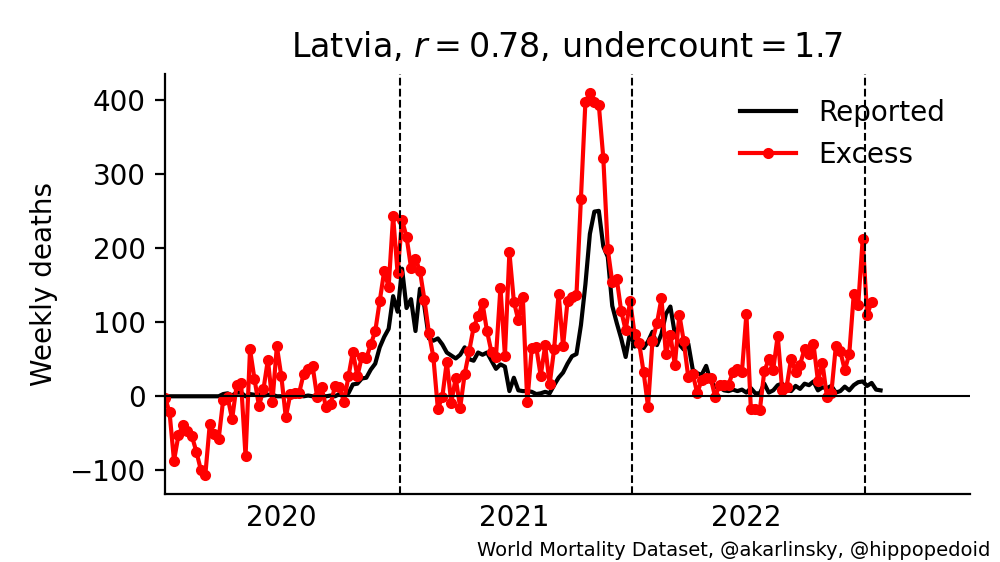 Latvia, r = 0.78, undercount = 1.7
Weekly deaths
400
300
200
100
0
−100
Reported
Excess
2020 2021 2022
World Mortality Dataset, @akarlinsky, @hippopedoid